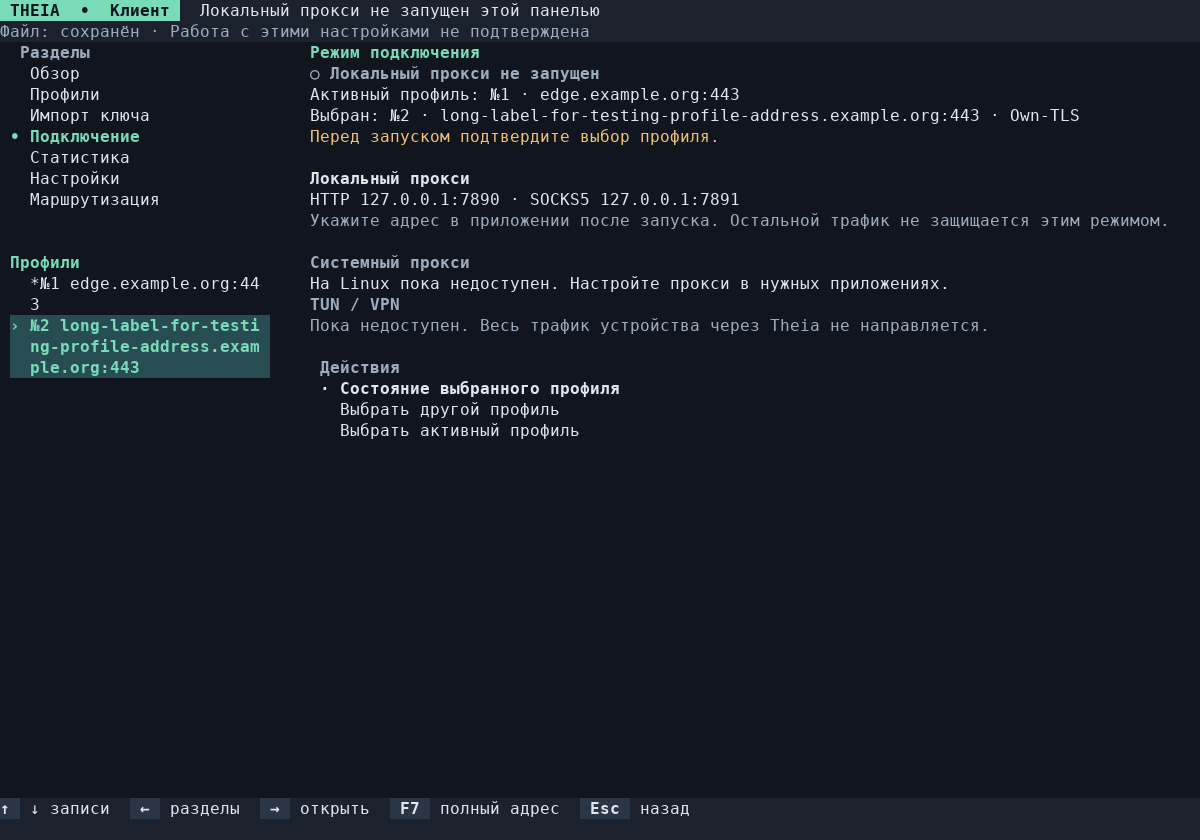 THEIA • Клиент Локальный прокси не запущен этой панелью
Файл: сохранён · Работа с этими настройками не подтверждена
Разделы
Обзор
Профили
Импорт ключа
• Подключение
Статистика
Настройки
Маршрутизация
Профили
*№1 edge.example.org:44
3
› №2 long-label-for-testi
ng-profile-address.exam
ple.org:443
Режим подключения
○ Локальный прокси не запущен
Активный профиль: №1 · edge.example.org:443
Выбран: №2 · long-label-for-testing-profile-address.example.org:443 · Own-TLS
Перед запуском подтвердите выбор профиля.
Локальный прокси
HTTP 127.0.0.1:7890 · SOCKS5 127.0.0.1:7891
Укажите адрес в приложении после запуска. Остальной трафик не защищается этим режимом.
Системный прокси
На Linux пока недоступен. Настройте прокси в нужных приложениях.
TUN / VPN
Пока недоступен. Весь трафик устройства через Theia не направляется.
Действия
· Состояние выбранного профиля
Выбрать другой профиль
Выбрать активный профиль
↑ ↓ записи ← разделы → открыть F7 полный адрес Esc назад